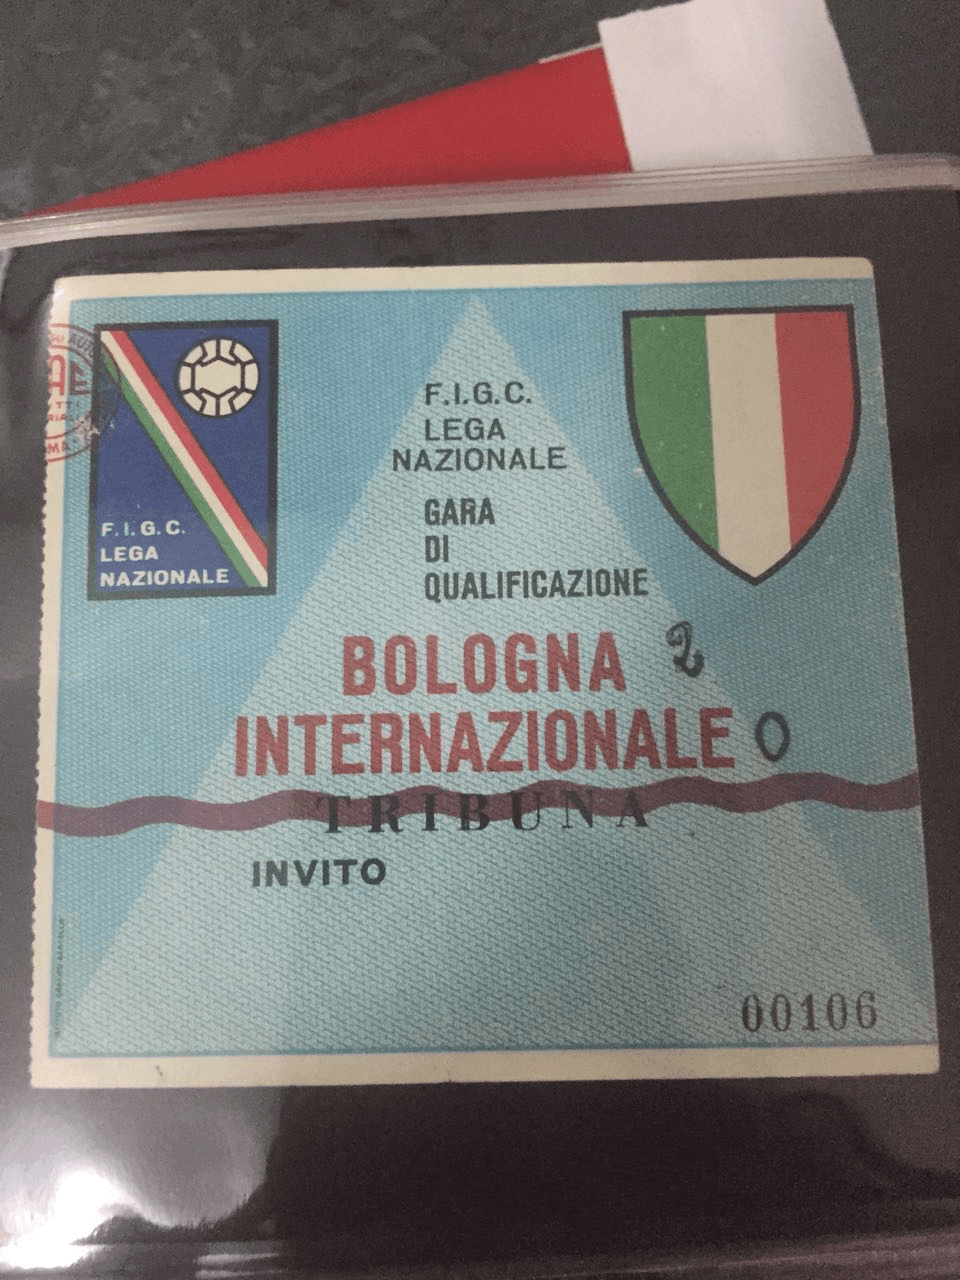 F.I.G.C.
LEGA
NAZIONALE
F.I.G.C.
LEGA
NAZIONALE
GARA
DI
QUALIFICAZIONE
BOLOGNA 2
INTERNAZIONALE 0
TRIBUNA
INVITO
00106